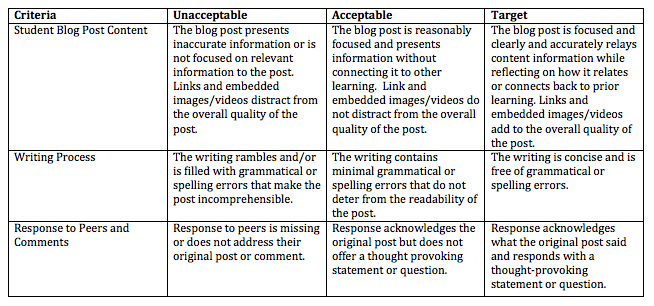 Criteria
Unacceptable
Acceptable
Target
Student Blog Post Content
The blog post presents
inaccurate information or is
not focused on relevant
information to the post.
Links and embedded
images/videos distract from
the overall quality of the
post.
The blog post is reasonably
focused and presents
information without
connecting it to other
learning.  Link and
embedded images/videos do
not distract from the overall
quality of the post.
The blog post is focused and
clearly and accurately relays
content information while
reflecting on how it relates
or connects back to prior
learning. Links and
embedded images/videos
add to the overall quality of
the post.
Writing Process
The writing rambles and/or
is filled with grammatical or
spelling errors that make the
post incomprehensible.
The writing contains
minimal grammatical or
spelling errors that do not
deter from the readability of
the post.
The writing is concise and is
free of grammatical or
spelling errors.
Response to Peers and
Comments
Response to peers is missing
or does not address their
original post or comment.
Response acknowledges the
original post but does not
offer a thought provoking
statement or question.
Response acknowledges
what the original post said
and responds with a
thought-provoking
statement or question.